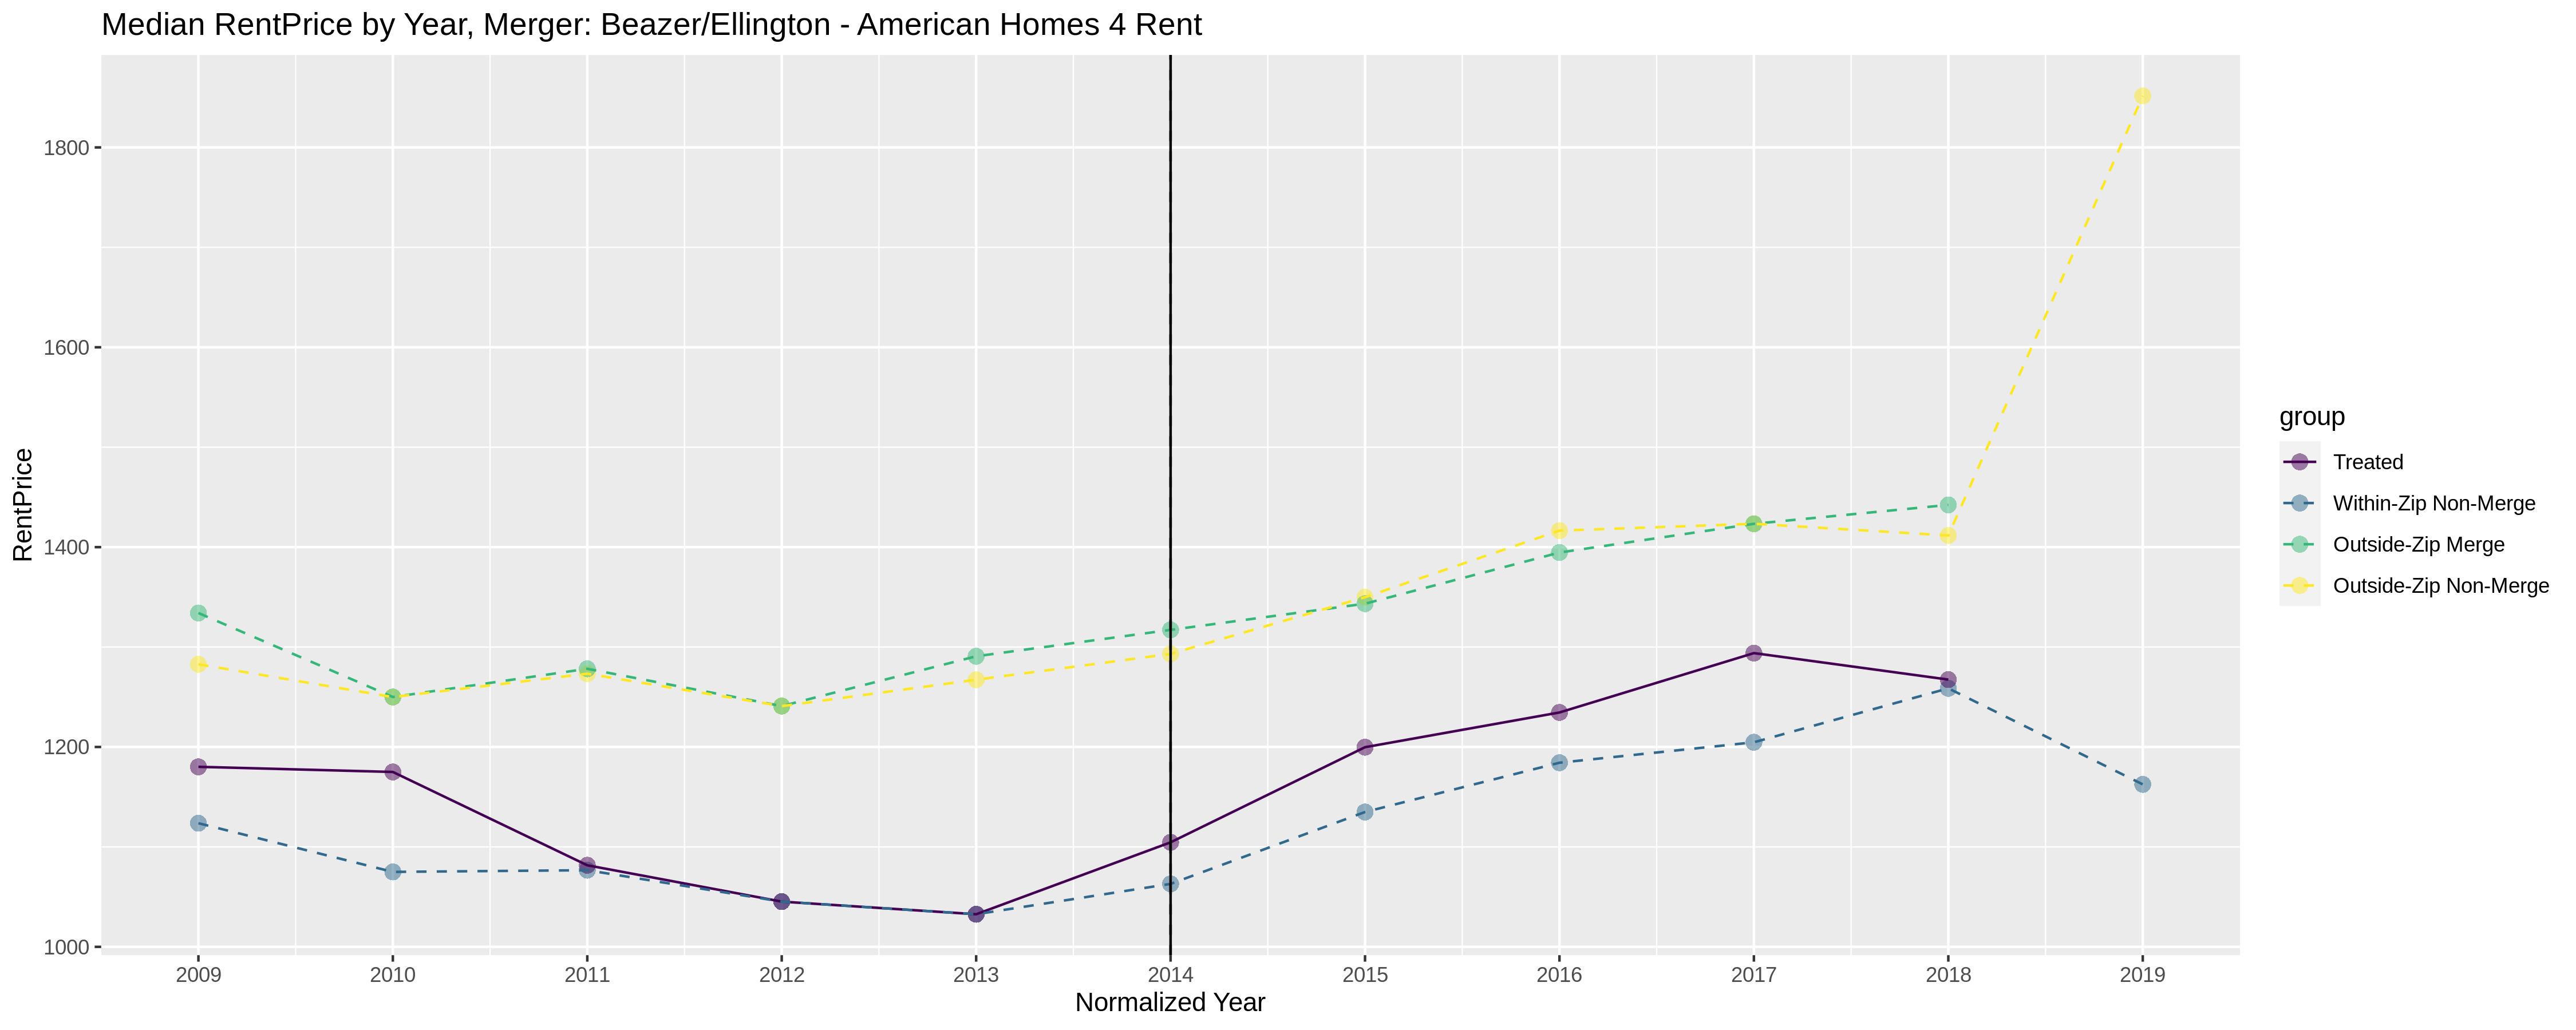 Median RentPrice by Year, Merger: Beazer/Ellington - American Homes 4 Rent
RentPrice
1800
1600
1400
1200
1000
2009 2010 2011 2012 2013 2014 2015 2016 2017 2018 2019
Normalized Year
group
Treated
Within-Zip Non-Merge
Outside-Zip Merge
Outside-Zip Non-Merge